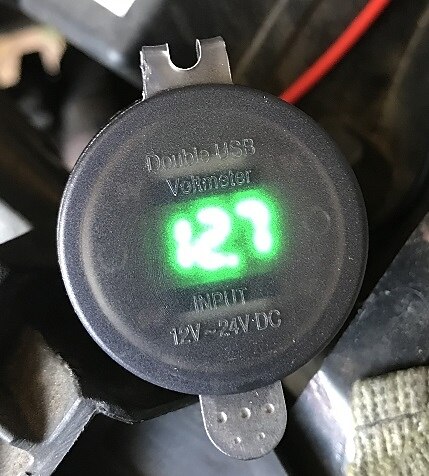 Double USB
Voltmeter
12.7
INPUT
12V~24V·DC